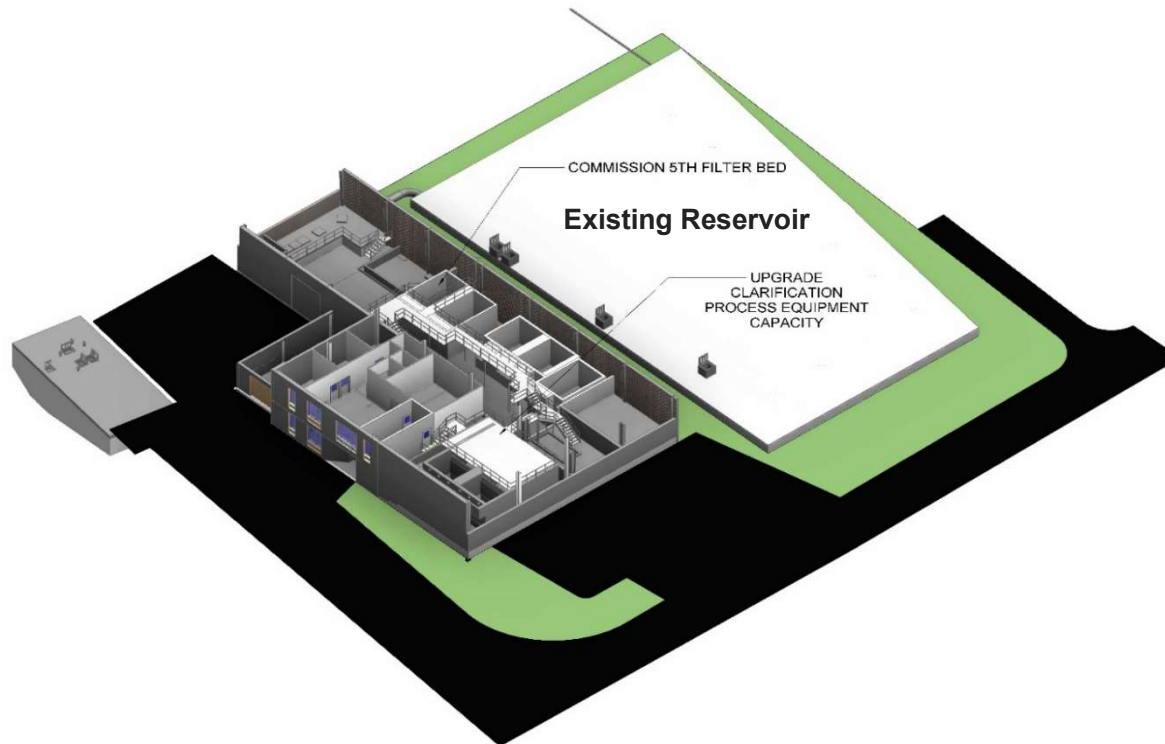 COMMISSION 5TH FILTER BED
Existing Reservoir
UPGRADE
CLARIFICATION
PROCESS EQUIPMENT
CAPACITY